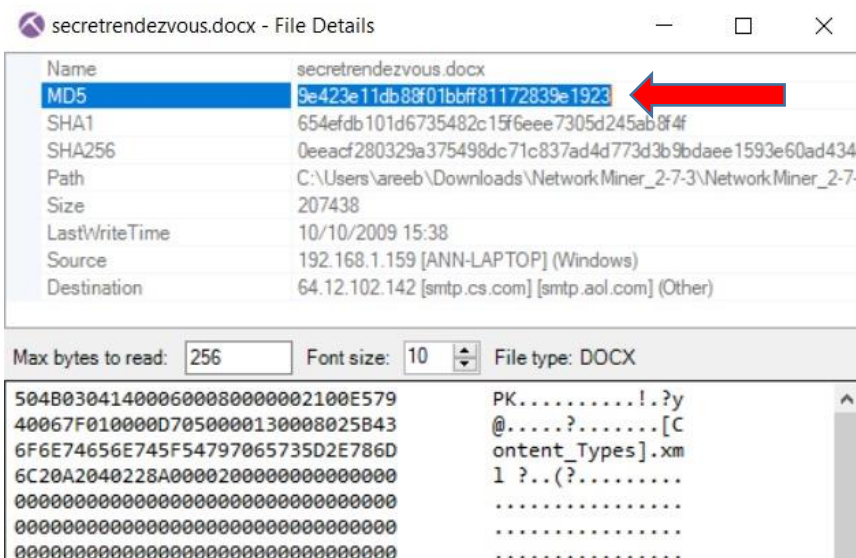 secretrendezvous.docx - File Details
Name secretrendezvous.docx
MD5 9e423e11db88f01bbff81172839e1923
SHA1 654efdb101d6735482c15f6eee7305d245ab8f4f
SHA256 0eeacf280329a375498dc71c837ad4d773d3b9bdaee1593e60ad434
Path C:\Users\areeb\Downloads\NetworkMiner_2-7-3\NetworkMiner_2-7-
Size 207438
LastWriteTime 10/10/2009 15:38
Source 192.168.1.159 [ANN-LAPTOP] (Windows)
Destination 64.12.102.142 [smtp.cs.com] [smtp.aol.com] (Other)
Max bytes to read: 256 Font size: 10 File type: DOCX
504B030414000600080000002100E579 PK..........!.?y
40067F010000D7050000130008025B43 @.....?.......[C
6F6E74656E745F54797065735D2E786D ontent_Types].xm
6C20A2040228A0000200000000000000 l ?..(?.........
00000000000000000000000000000000 ................
00000000000000000000000000000000 ................
00000000000000000000000000000000 ................